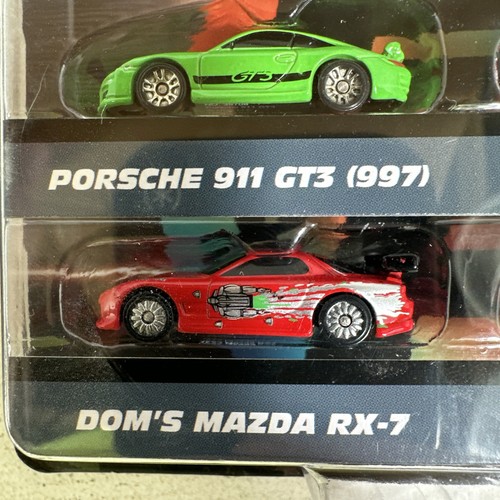 GT3
PORSCHE 911 GT3 (997)
DOM'S MAZDA RX-7